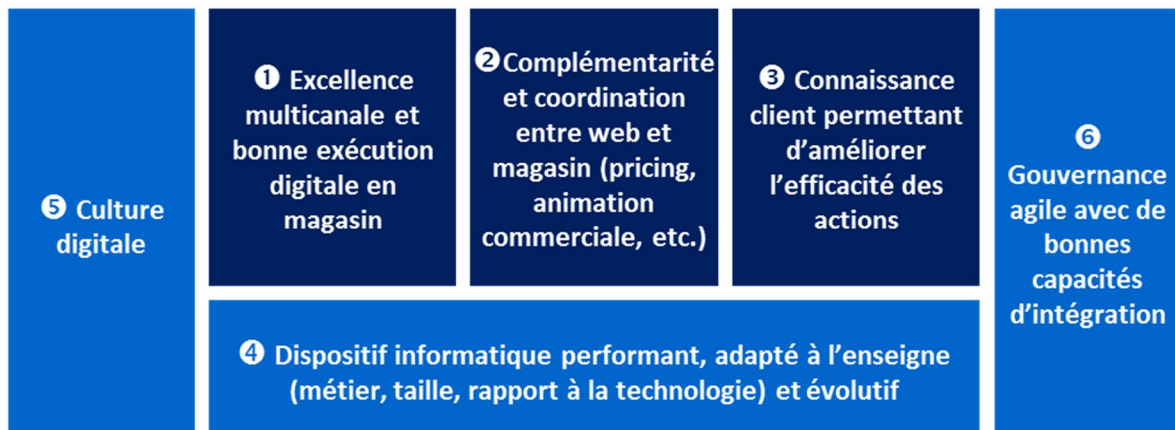 ❶ Excellence
multicanale et
bonne exécution
digitale en
magasin
❷Complémentarité
et coordination
entre web et
magasin (pricing,
animation
commerciale, etc.)
❸ Connaissance
client permettant
d’améliorer
l’efficacité des
actions
❹ Dispositif informatique performant, adapté à l’enseigne
(métier, taille, rapport à la technologie) et évolutif
❺ Culture
digitale
❻
Gouvernance
agile avec de
bonnes
capacités
d’intégration